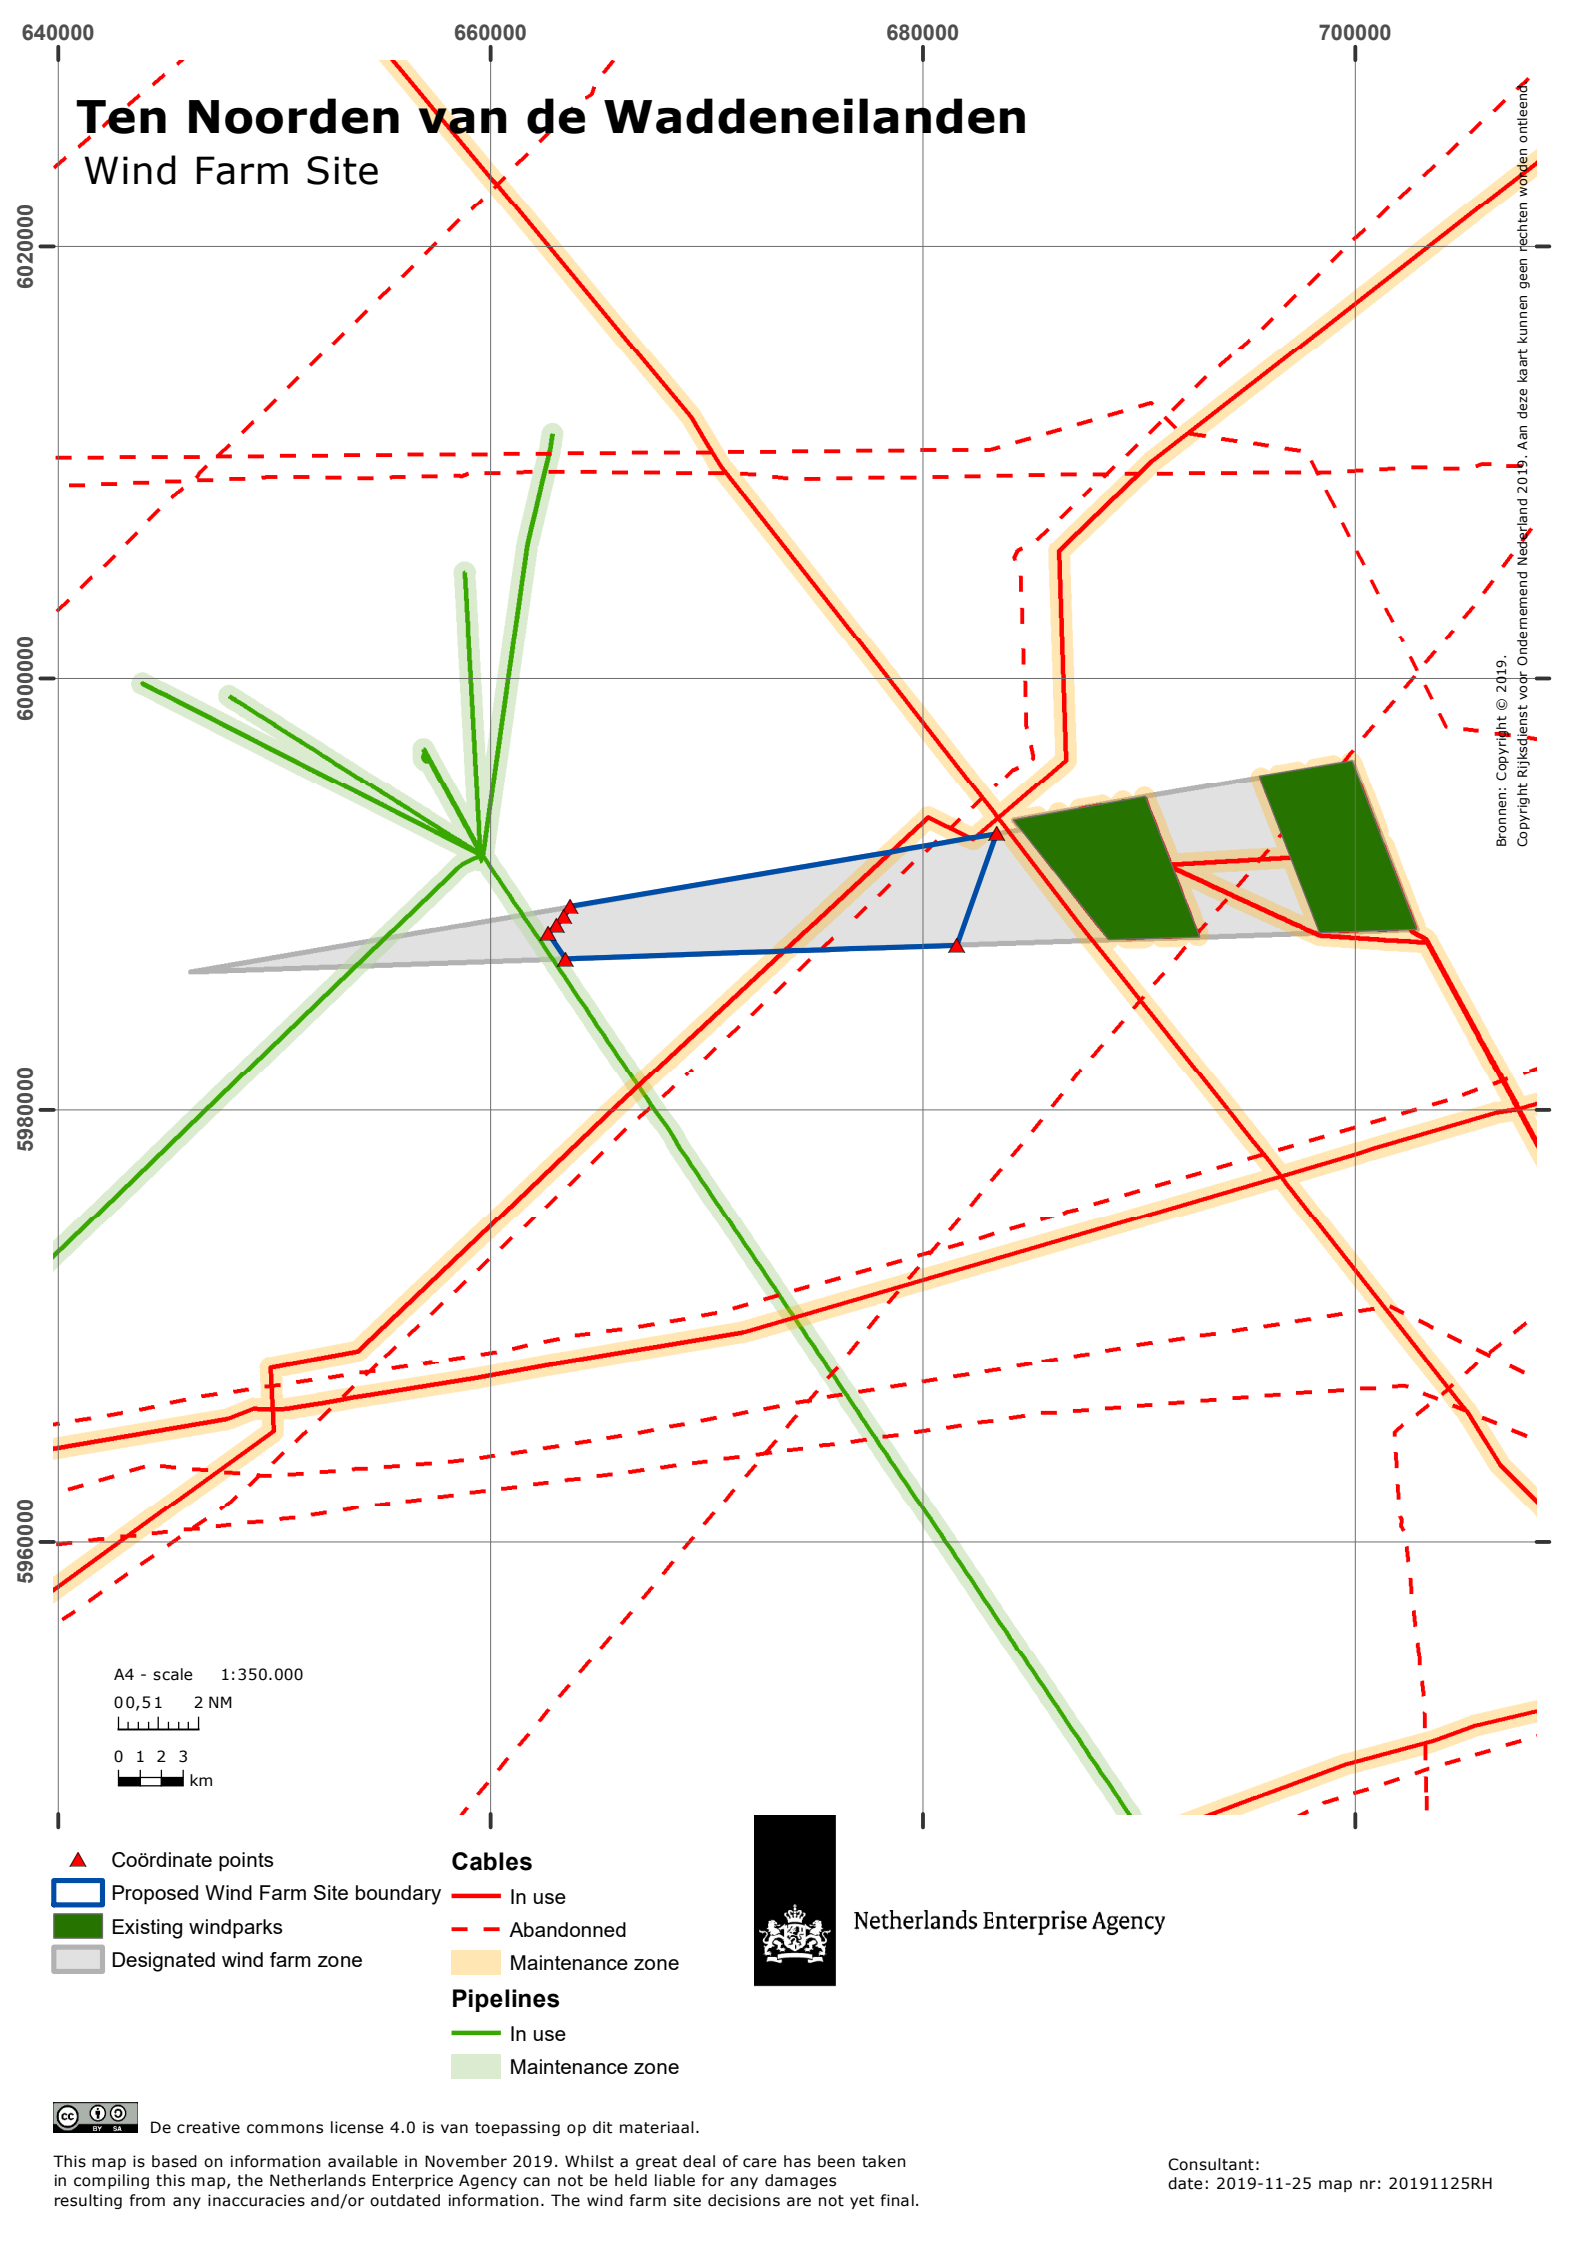 640000
660000
680000
700000
Ten Noorden van de Waddeneilanden
Wind Farm Site
6020000
6000000
5980000
5960000
Bronnen: Copyright © 2019.
Copyright Rijksdienst voor Ondernemend Nederland 2019. Aan deze kaart kunnen geen rechten worden ontleend.
A4 - scale 1:350.000
0 0,5 1 2 NM
0 1 2 3
km
Coördinate points
Proposed Wind Farm Site boundary
Existing windparks
Designated wind farm zone
Cables
In use
Abandonned
Maintenance zone
Pipelines
In use
Maintenance zone
Netherlands Enterprise Agency
cc BY SA
De creative commons license 4.0 is van toepassing op dit materiaal.
This map is based on information available in November 2019. Whilst a great deal of care has been taken
in compiling this map, the Netherlands Enterprice Agency can not be held liable for any damages
resulting from any inaccuracies and/or outdated information. The wind farm site decisions are not yet final.
Consultant:
date: 2019-11-25 map nr: 20191125RH